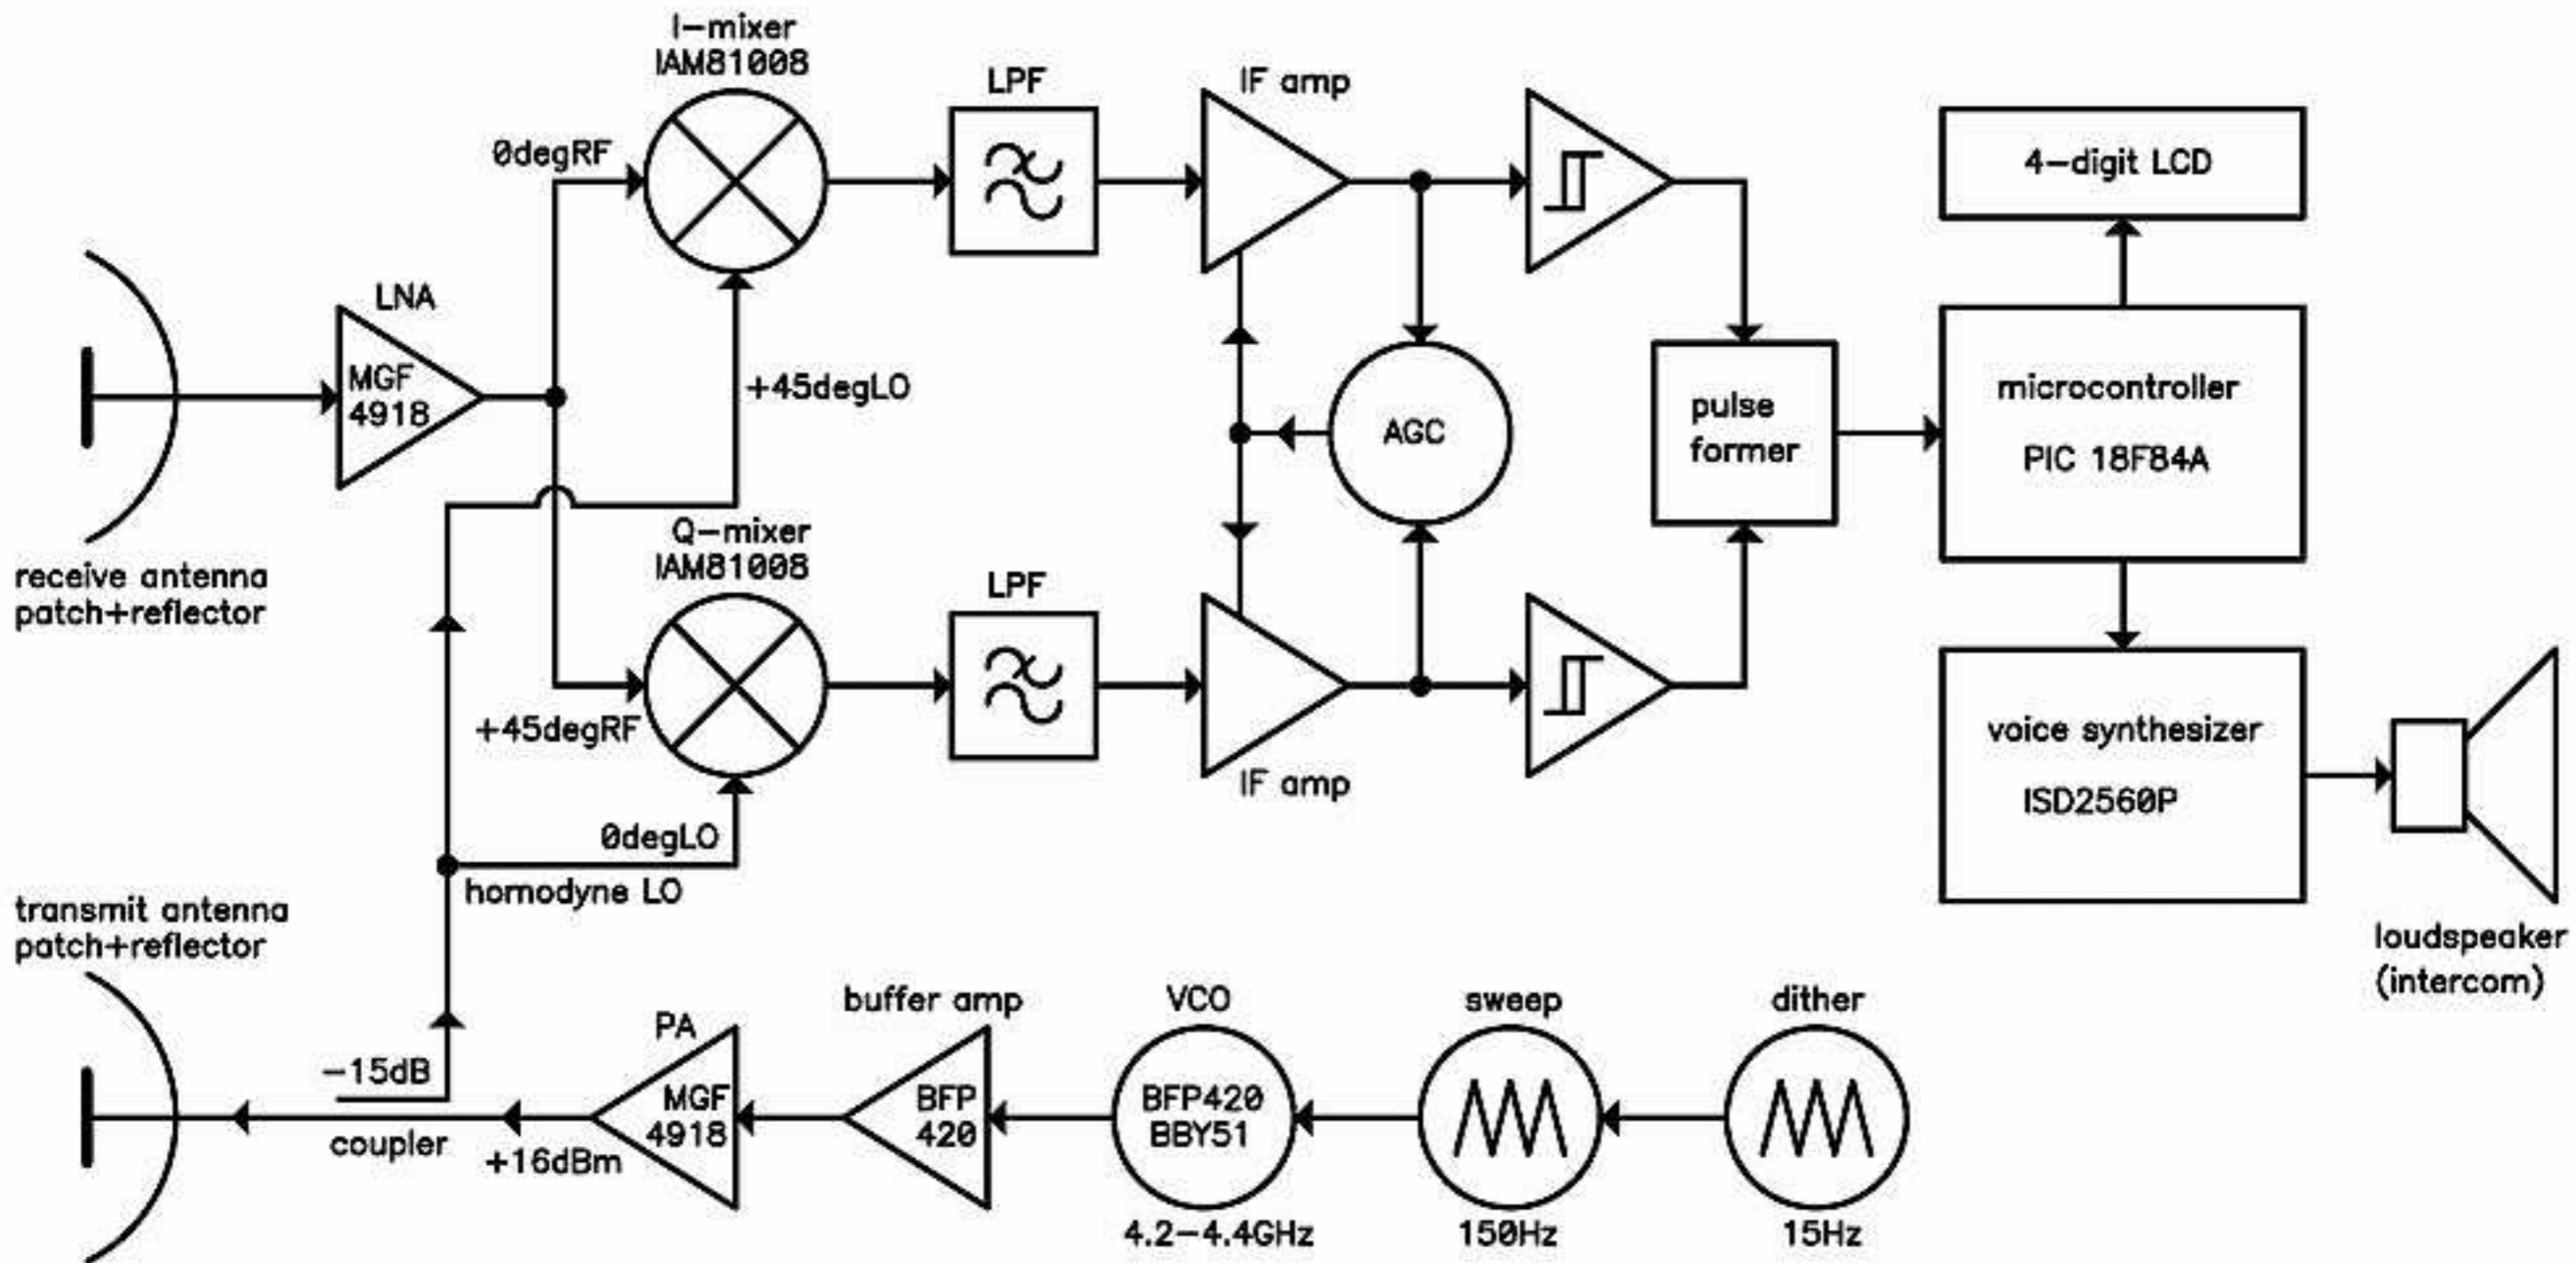 I-mixer
IAM81008
LPF
IF amp
0degRF
4-digit LCD
LNA
MGF
4918
+45degLO
AGC
pulse
former
microcontroller
PIC 18F84A
Q-mixer
IAM81008
LPF
receive antenna
patch+reflector
+45degRF
IF amp
voice synthesizer
ISD2560P
0degLO
homodyne LO
transmit antenna
patch+reflector
loudspeaker
(intercom)
-15dB
coupler
+16dBm
PA
MGF
4918
buffer amp
BFP
420
VCO
BFP420
BBY51
4.2-4.4GHz
sweep
150Hz
dither
15Hz